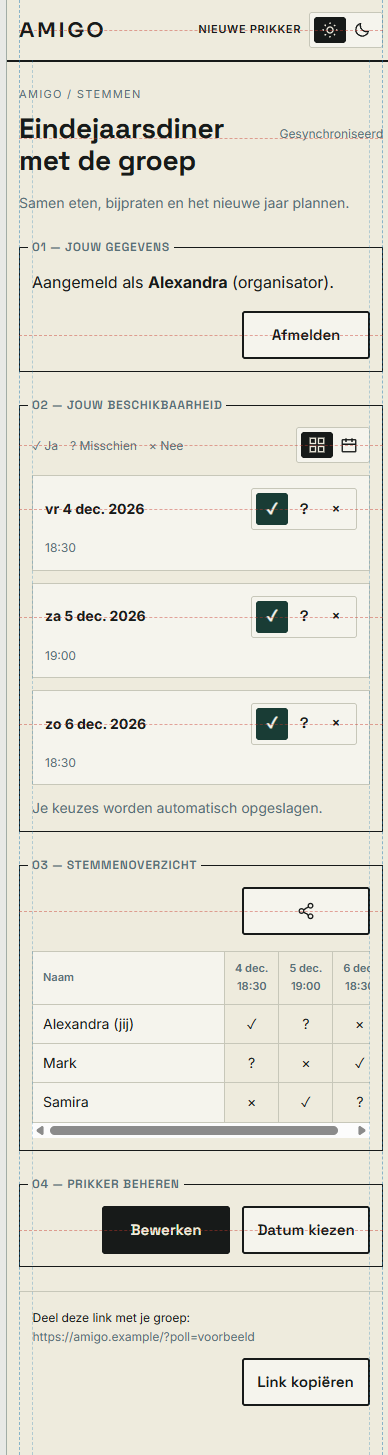 AMIGO NIEUWE PRIKKER
AMIGO / STEMMEN
Eindejaarsdiner
met de groep
Gesynchroniseerd
Samen eten, bijpraten en het nieuwe jaar plannen.
01 — JOUW GEGEVENS
Aangemeld als Alexandra (organisator).
Afmelden
02 — JOUW BESCHIKBAARHEID
✓ Ja ? Misschien × Nee
vr 4 dec. 2026 ✓ ? ×
18:30
za 5 dec. 2026 ✓ ? ×
19:00
zo 6 dec. 2026 ✓ ? ×
18:30
Je keuzes worden automatisch opgeslagen.
03 — STEMMENOVERZICHT
Naam 4 dec. 5 dec. 6 dec
18:30 19:00 18:30
Alexandra (jij) ✓ ? ×
Mark ? × ✓
Samira × ✓ ?
04 — PRIKKER BEHEREN
Bewerken Datum kiezen
Deel deze link met je groep:
https://amigo.example/?poll=voorbeeld
Link kopiëren